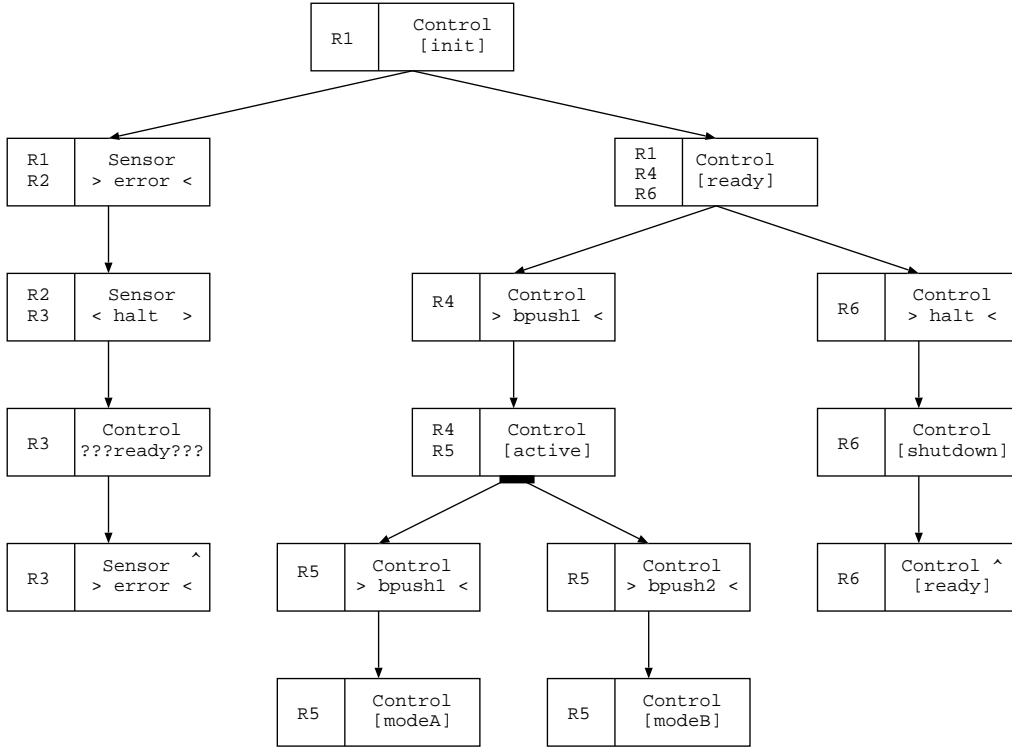 R1
Control
[init]
R1
R2
Sensor
> error <
R1
R4
R6
Control
[ready]
R2
R3
Sensor
< halt  >
R4
Control
> bpush1 <
R6
Control
> halt <
R3
Control
???ready???
R4
R5
Control
[active]
R6
Control
[shutdown]
R3
Sensor ^
> error <
R5
Control
> bpush1 <
R5
Control
> bpush2 <
R6
Control ^
[ready]
R5
Control
[modeA]
R5
Control
[modeB]